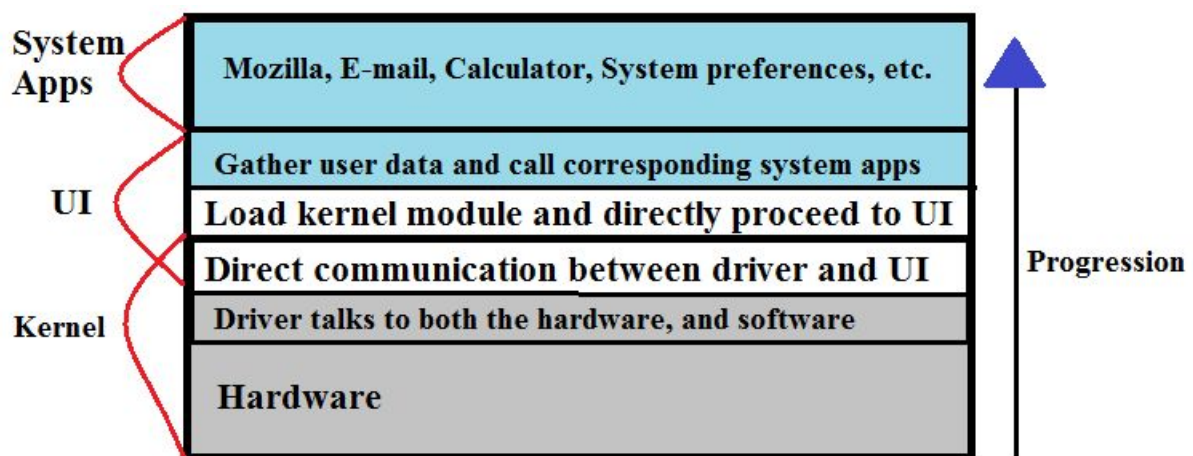 System
Apps
Mozilla, E-mail, Calculator, System preferences, etc.
Gather user data and call corresponding system apps
UI
Load kernel module and directly proceed to UI
Direct communication between driver and UI
Progression
Kernel
Driver talks to both the hardware, and software
Hardware